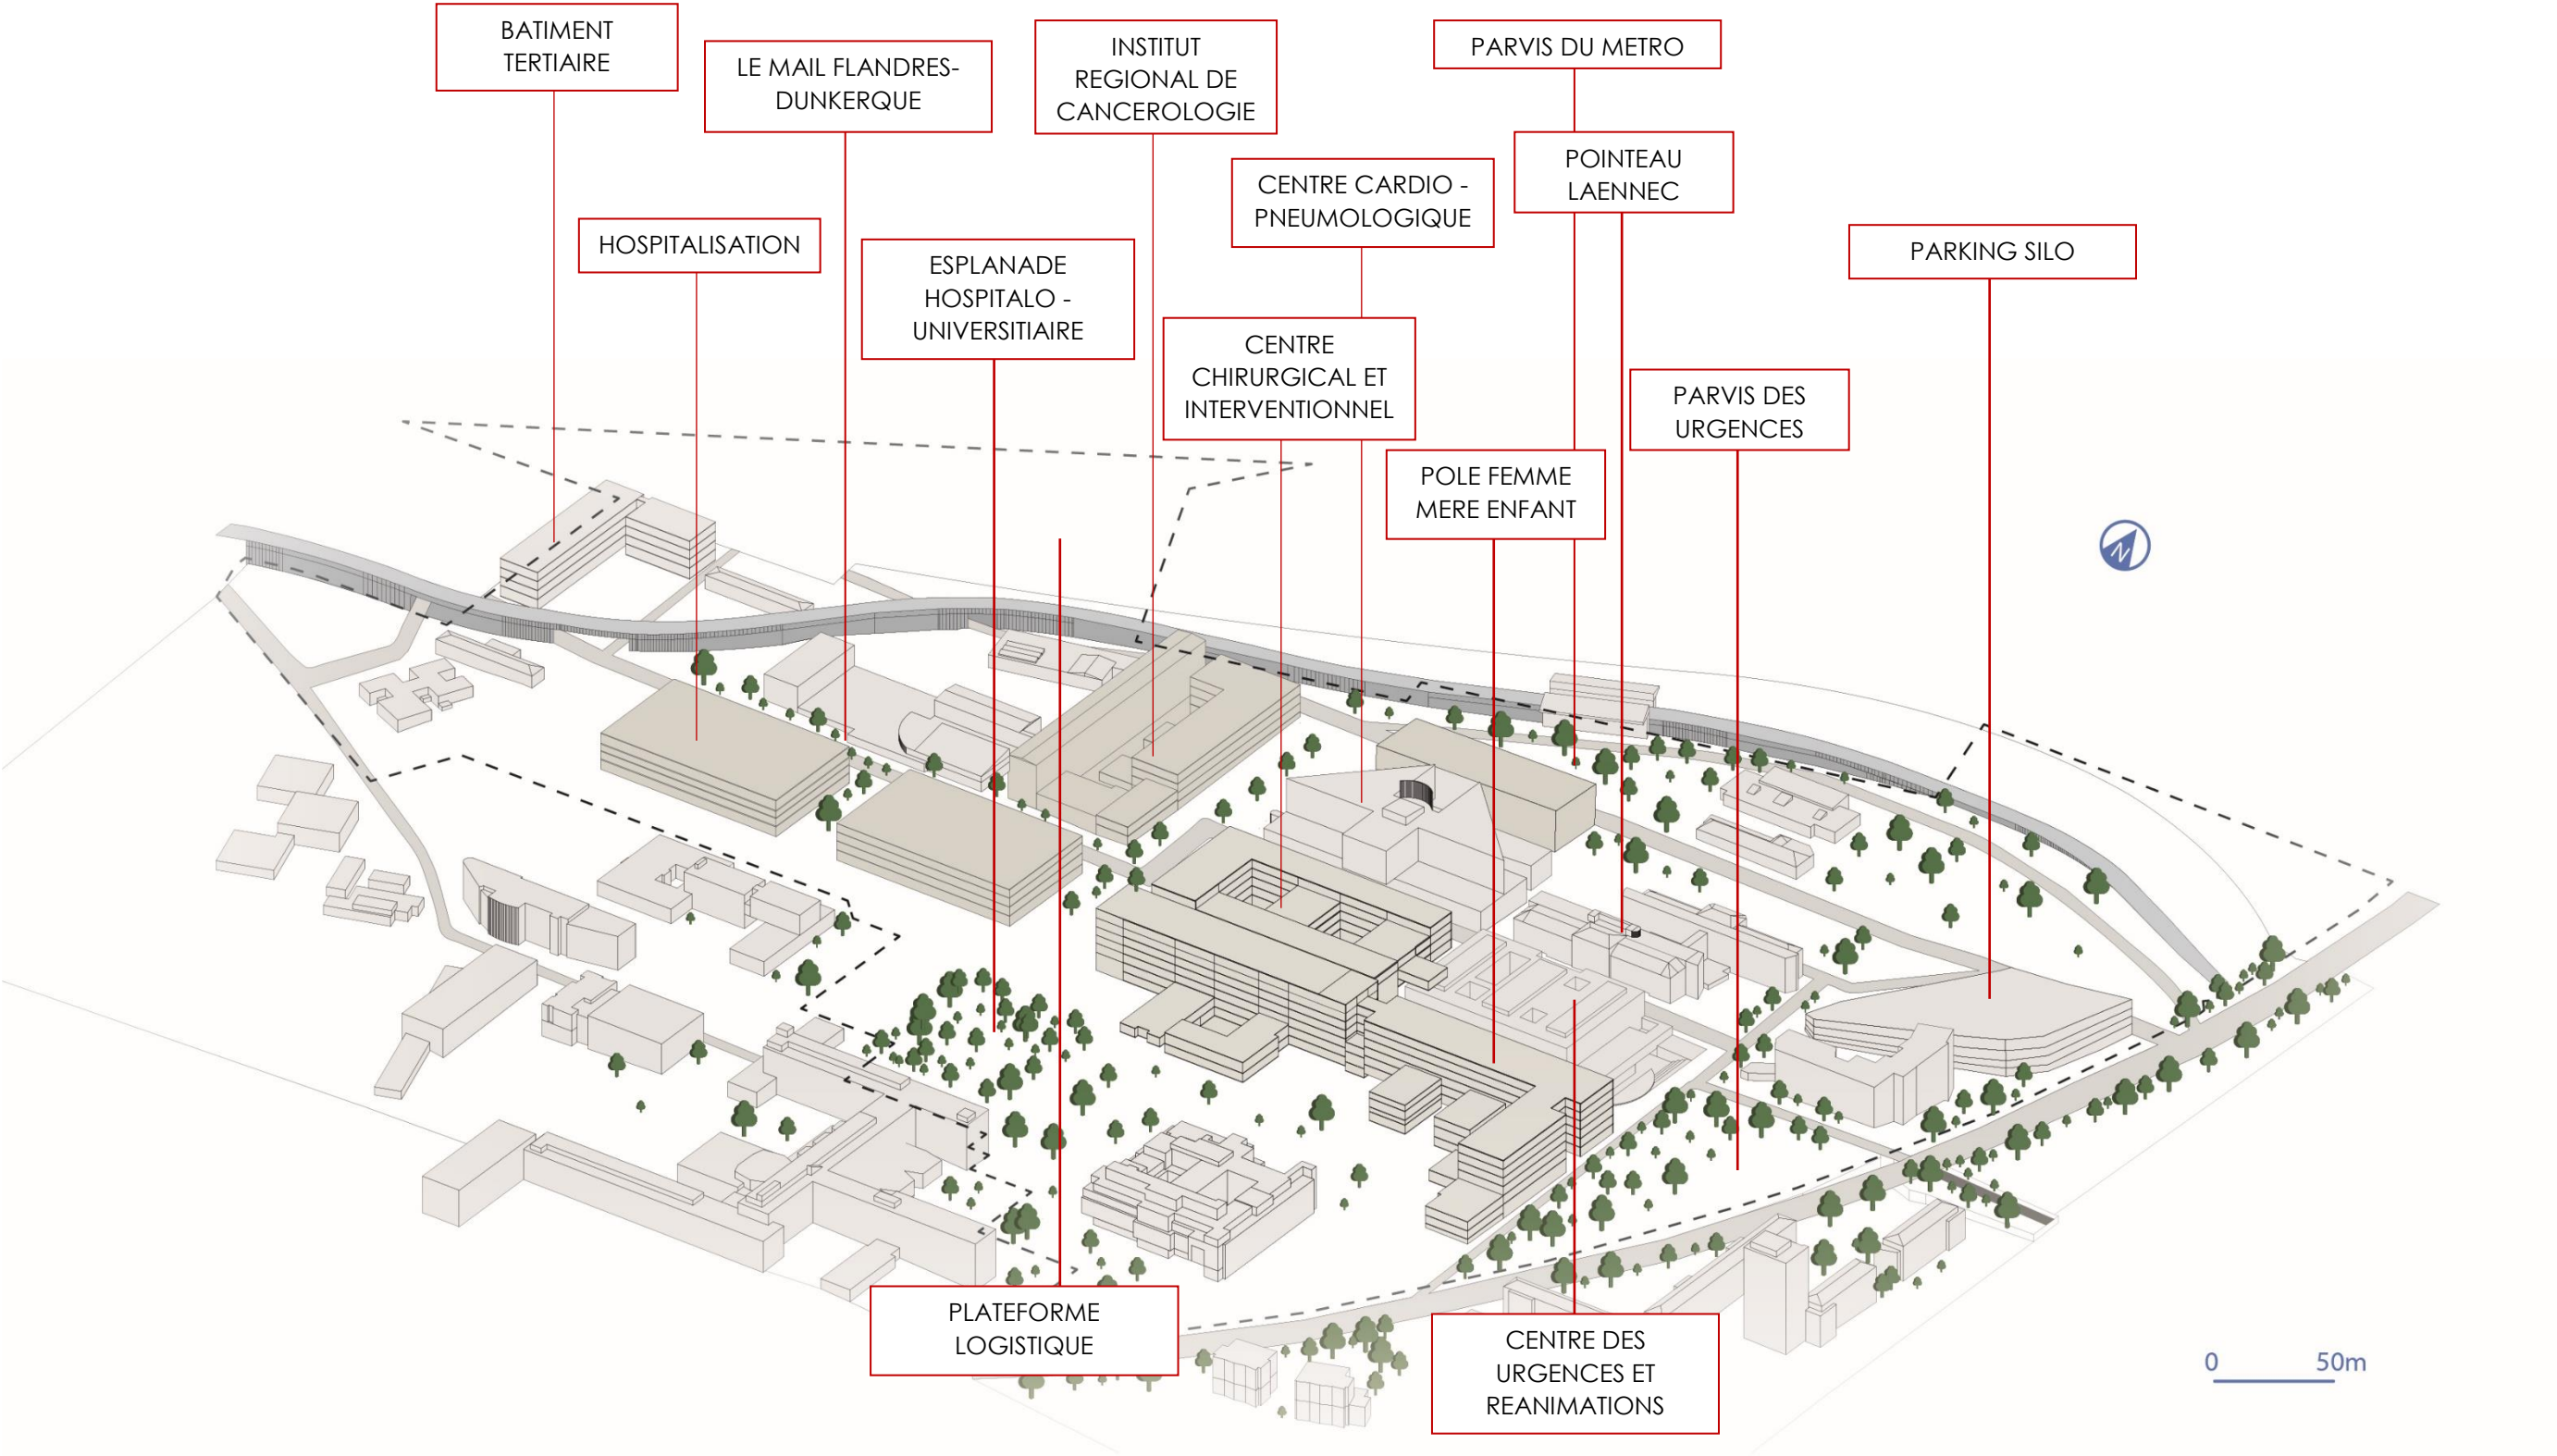 BATIMENT
TERTIAIRE
LE MAIL FLANDRES-
DUNKERQUE
INSTITUT
REGIONAL DE
CANCEROLOGIE
PARVIS DU METRO
POINTEAU
LAENNEC
CENTRE CARDIO -
PNEUMOLOGIQUE
HOSPITALISATION
ESPLANADE
HOSPITALO -
UNIVERSITIAIRE
PARKING SILO
CENTRE
CHIRURGICAL ET
INTERVENTIONNEL
PARVIS DES
URGENCES
POLE FEMME
MERE ENFANT
N
PLATEFORME
LOGISTIQUE
CENTRE DES
URGENCES ET
REANIMATIONS
0 50m